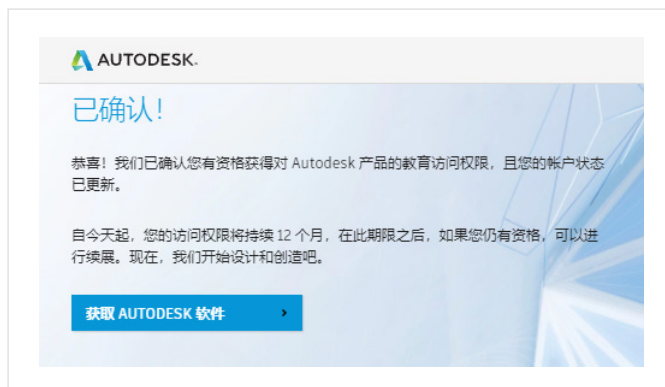 AUTODESK.
已确认！
恭喜！我们已确认您有资格获得对 Autodesk 产品的教育访问权限，且您的帐户状态
已更新。
自今天起，您的访问权限将持续 12 个月，在此期限之后，如果您仍有资格，可以进
行续展。现在，我们开始设计和创造吧。
获取 AUTODESK 软件 ›